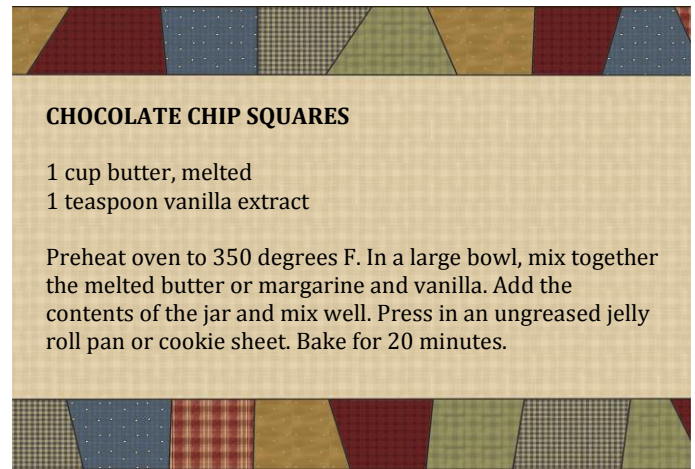 CHOCOLATE CHIP SQUARES
1 cup butter, melted
1 teaspoon vanilla extract
Preheat oven to 350 degrees F. In a large bowl, mix together
the melted butter or margarine and vanilla. Add the
contents of the jar and mix well. Press in an ungreased jelly
roll pan or cookie sheet. Bake for 20 minutes.